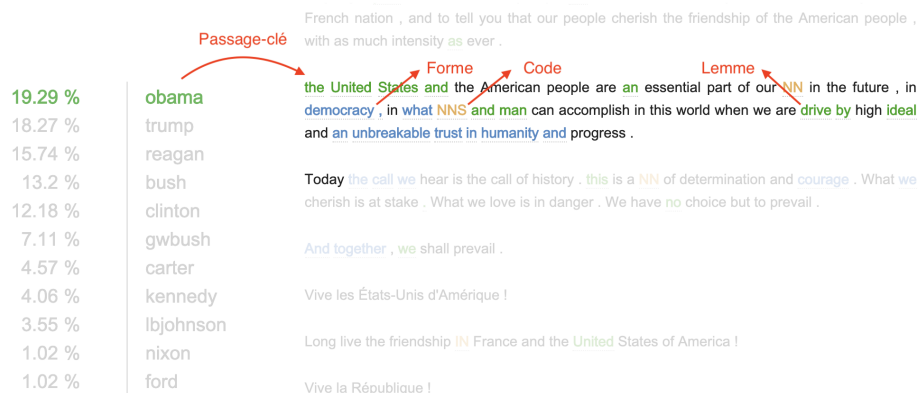 French nation , and to tell you that our people cherish the friendship of the American people ,
with as much intensity as ever .
Passage-clé
Forme
Code
Lemme
19.29 % obama
the United States and the American people are an essential part of our NN in the future , in
democracy , in what NNS and man can accomplish in this world when we are drive by high ideal
and an unbreakable trust in humanity and progress .
18.27 % trump
15.74 % reagan
13.2 % bush
12.18 % clinton
7.11 % gwbush
4.57 % carter
4.06 % kennedy
3.55 % lbjohnson
1.02 % nixon
1.02 % ford
Today the call we hear is the call of history . this is a NN of determination and courage . What we
cherish is at stake . What we love is in danger . We have no choice but to prevail .
And together , we shall prevail .
Vive les États-Unis d'Amérique !
Long live the friendship IN France and the United States of America !
Vive la République !